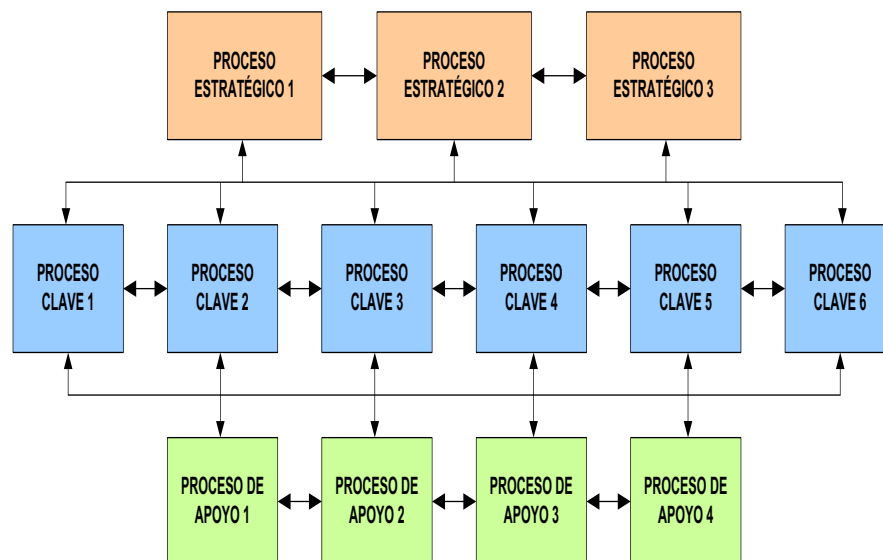 PROCESO
ESTRATÉGICO 1
PROCESO
ESTRATÉGICO 2
PROCESO
ESTRATÉGICO 3
PROCESO
CLAVE 1
PROCESO
CLAVE 2
PROCESO
CLAVE 3
PROCESO
CLAVE 4
PROCESO
CLAVE 5
PROCESO
CLAVE 6
PROCESO DE
APOYO 1
PROCESO DE
APOYO 2
PROCESO DE
APOYO 3
PROCESO DE
APOYO 4